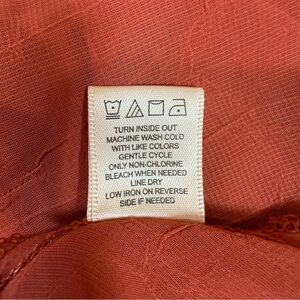 TURN INSIDE OUT
MACHINE WASH COLD
WITH LIKE COLORS
GENTLE CYCLE
ONLY NON-CHLORINE
BLEACH WHEN NEEDED
LINE DRY
LOW IRON ON REVERSE
SIDE IF NEEDED